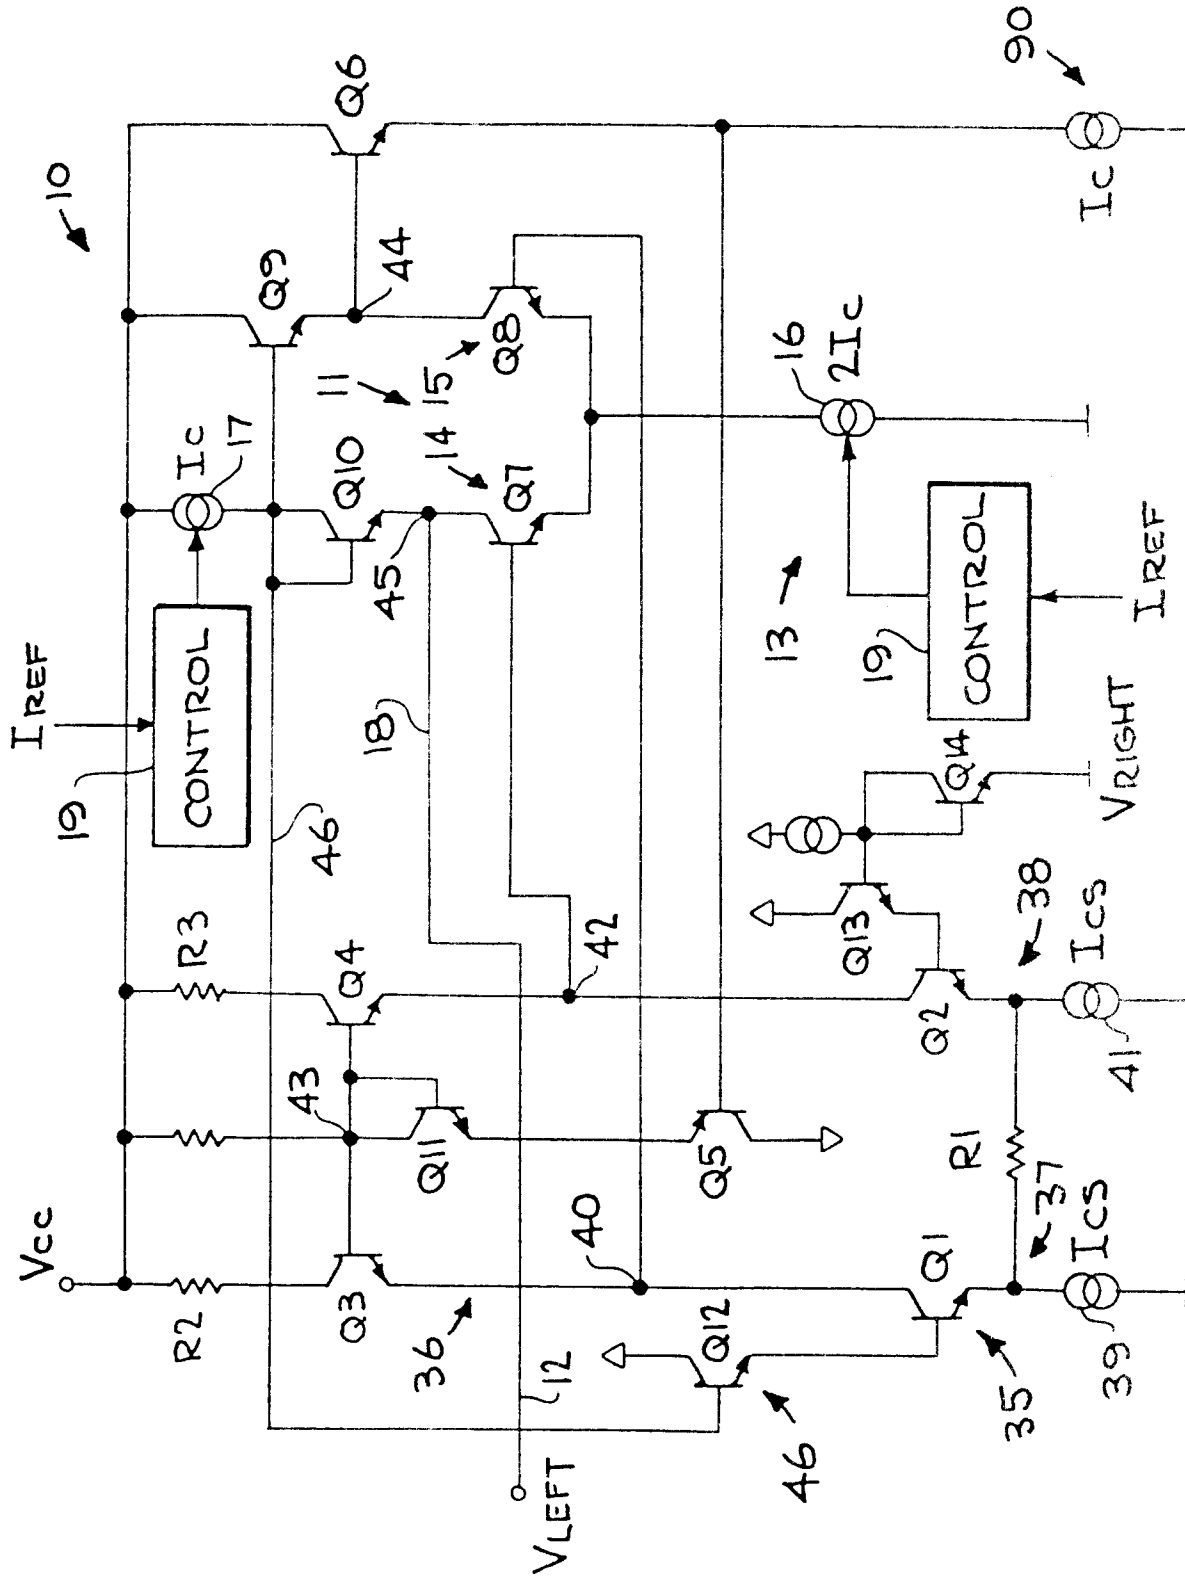 10
90
IREF
19
CONTROL
Ic
17
Vcc
R2
R3
46
Q9
Q6
Q10
44
45
11
14
15
Q7
Q8
18
43
Q3
Q4
Q11
36
42
40
12
VLEFT
Q12
46
Q5
Q13
Q14
VRIGHT
13
16
2Ic
19
CONTROL
IREF
Ic
Q1
Q2
35
37
R1
38
39
Ics
41
Ics